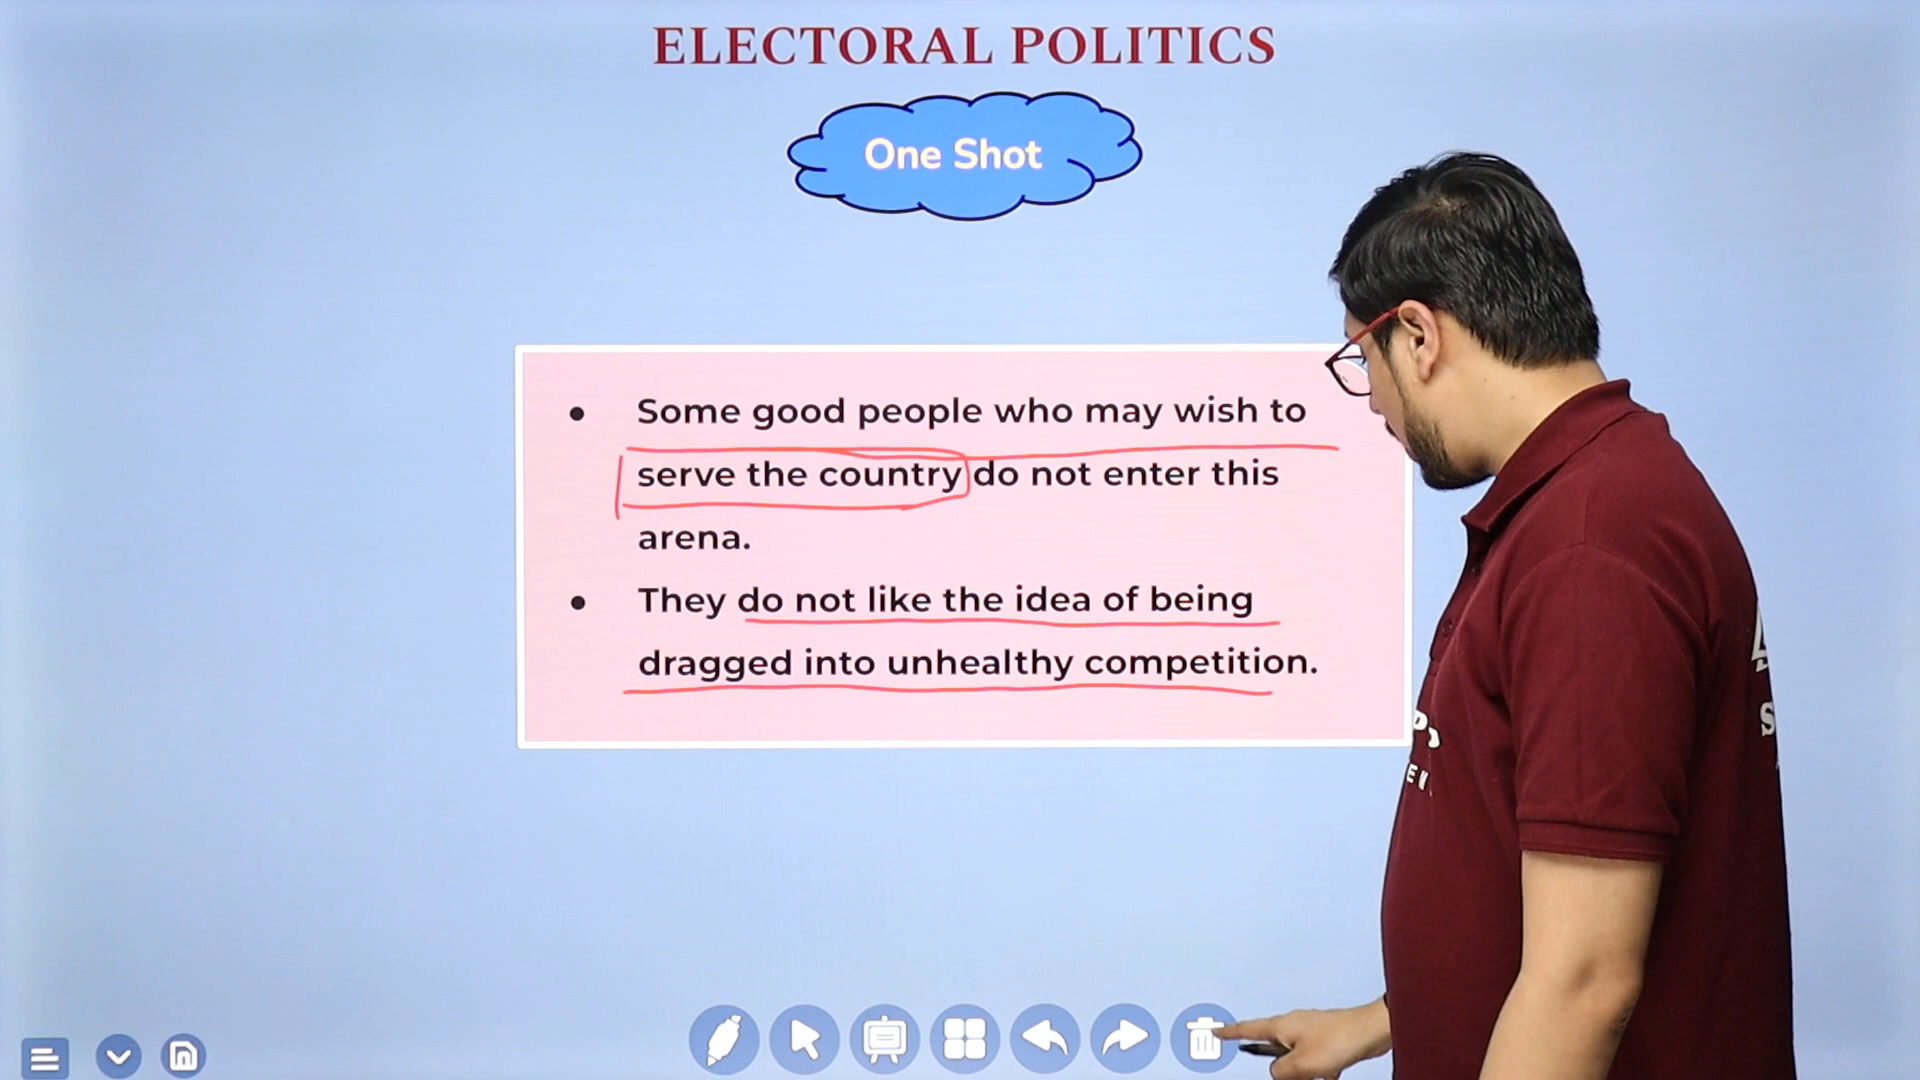 ELECTORAL POLITICS
One Shot
• Some good people who may wish to
serve the country do not enter this
arena.
• They do not like the idea of being
dragged into unhealthy competition.